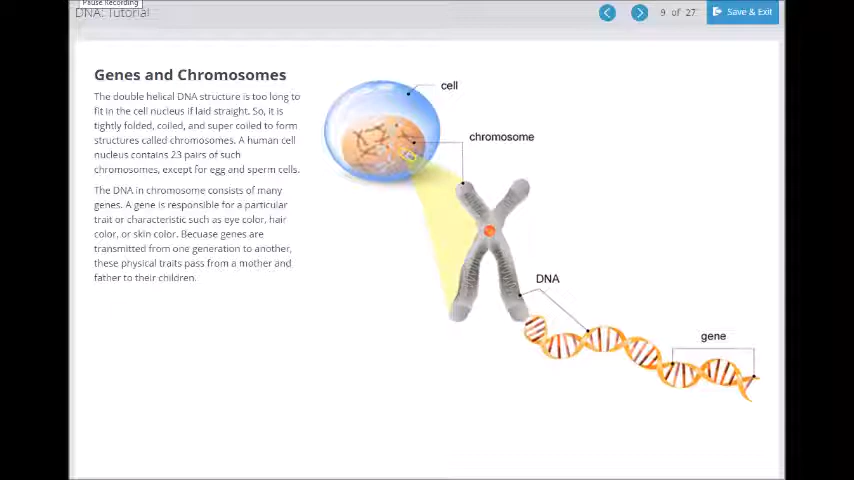 Pause Recording
DNA: Tutorial
9 of 27
Save & Exit
Genes and Chromosomes
The double helical DNA structure is too long to
fit in the cell nucleus if laid straight. So, it is
tightly folded, coiled, and super coiled to form
structures called chromosomes. A human cell
nucleus contains 23 pairs of such
chromosomes, except for egg and sperm cells.
The DNA in chromosome consists of many
genes. A gene is responsible for a particular
trait or characteristic such as eye color, hair
color, or skin color. Becuase genes are
transmitted from one generation to another,
these physical traits pass from a mother and
father to their children.
cell
chromosome
DNA
gene